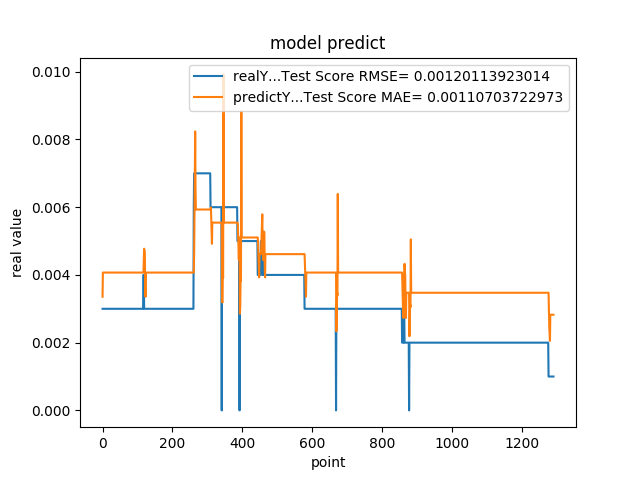 model predict
realY...Test Score RMSE= 0.00120113923014
predictY...Test Score MAE= 0.00110703722973
real value
0.010
0.008
0.006
0.004
0.002
0.000
0 200 400 600 800 1000 1200
point